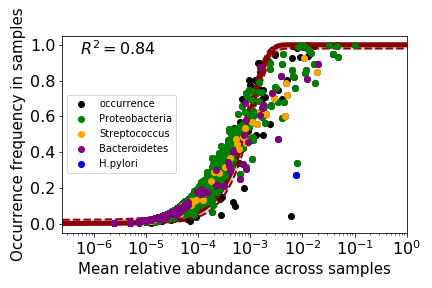 R² = 0.84
1.0
0.8
0.6
0.4
0.2
0.0
Occurrence frequency in samples
occurrence
Proteobacteria
Streptococcus
Bacteroidetes
H.pylori
10⁻⁶ 10⁻⁵ 10⁻⁴ 10⁻³ 10⁻² 10⁻¹ 10⁰
Mean relative abundance across samples